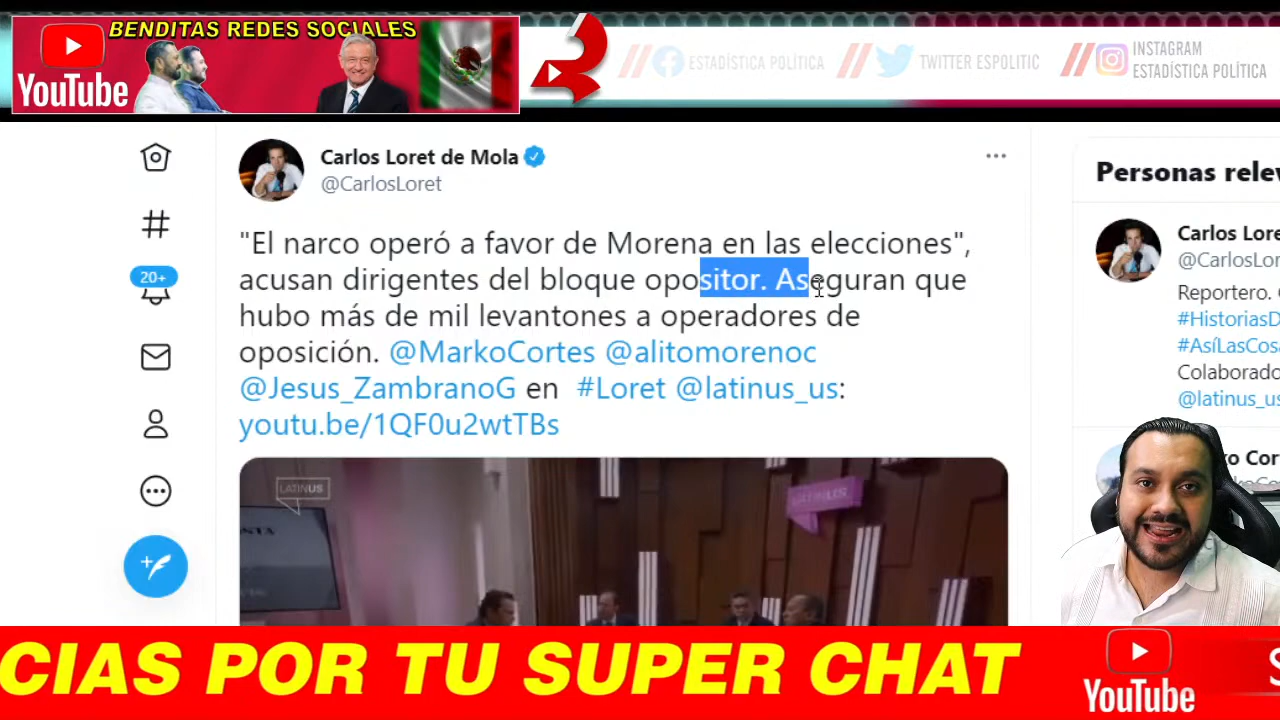 BENDITAS REDES SOCIALES
YouTube
ESTADÍSTICA POLÍTICA
TWITTER ESPOLITIC
INSTAGRAM
ESTADÍSTICA POLÍTICA
Carlos Loret de Mola
@CarlosLoret
"El narco operó a favor de Morena en las elecciones",
acusan dirigentes del bloque opositor. Aseguran que
hubo más de mil levantones a operadores de
oposición. @MarkoCortes @alitomorenoc
@Jesus_ZambranoG en #Loret @latinus_us:
youtu.be/1QF0u2wtTBs
20+
LATINUS
LATINUS
Personas relev
Carlos Lore
@CarlosLor
Reportero. C
#HistoriasD
#AsíLasCosa
Colaborado
@latinus_us
CIAS POR TU SUPER CHAT
YouTube
S